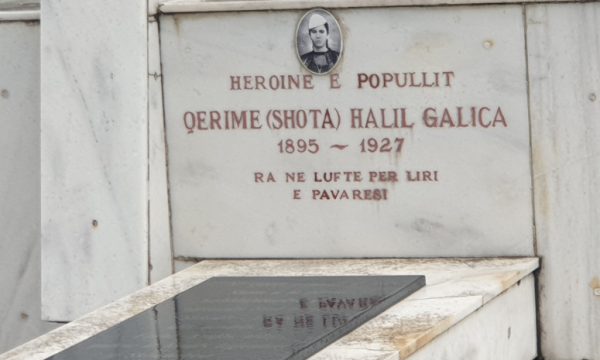 HEROINE E POPULLIT
QERIME (SHOTA) HALIL GALICA
1895 ~ 1927
RA NE LUFTE PER LIRI
E PAVARESI